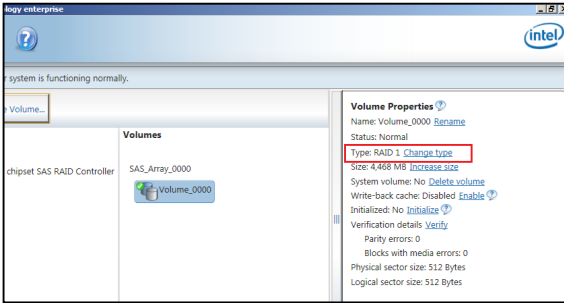 ology enterprise
?
intel
r system is functioning normally.
e Volume...
Volumes
chipset SAS RAID Controller
SAS_Array_0000
Volume_0000
Volume Properties ?
Name: Volume_0000 Rename
Status: Normal
Type: RAID 1 Change type
Size: 4,468 MB Increase size
System volume: No Delete volume
Write-back cache: Disabled Enable ?
Initialized: No Initialize ?
Verification details Verify
Parity errors: 0
Blocks with media errors: 0
Physical sector size: 512 Bytes
Logical sector size: 512 Bytes